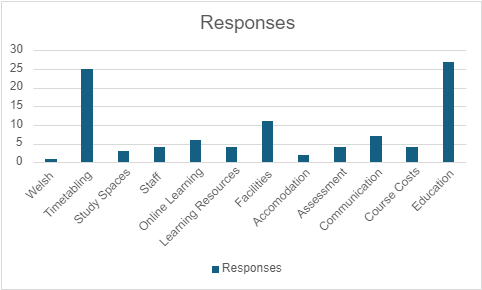 Responses
30
25
20
15
10
5
0
Welsh
Timetabling
Study Spaces
Staff
Online Learning
Learning Resources
Facilities
Accomodation
Assessment
Communication
Course Costs
Education
Responses